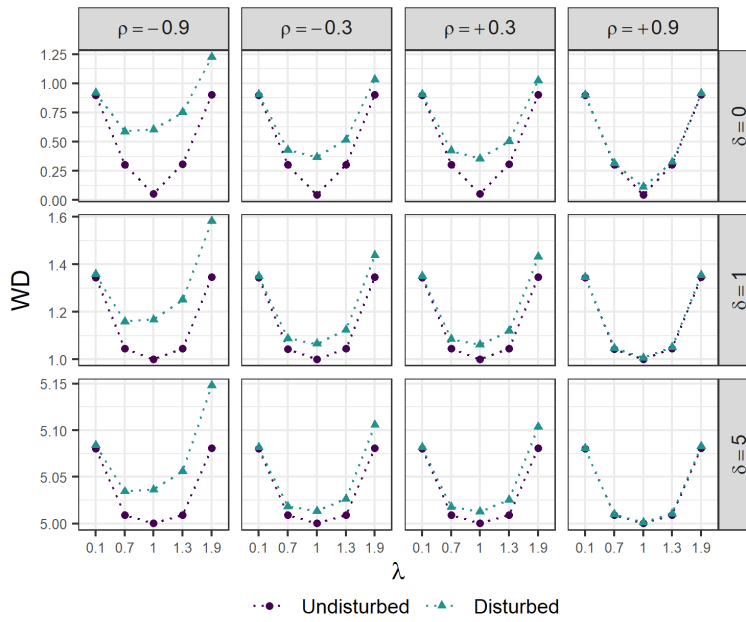 ρ = − 0.9 ρ = − 0.3 ρ = + 0.3 ρ = + 0.9
1.25
1.00
0.75
0.50
0.25
0.00
δ = 0
1.6
1.4
1.2
1.0
δ = 1
WD
5.15
5.10
5.05
5.00
δ = 5
0.1 0.7 1 1.3 1.9 0.1 0.7 1 1.3 1.9 0.1 0.7 1 1.3 1.9 0.1 0.7 1 1.3 1.9
λ
Undisturbed Disturbed